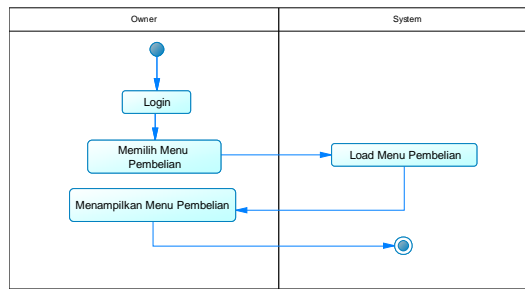 Owner
System
Login
Memilih Menu
Pembelian
Load Menu Pembelian
Menampilkan Menu Pembelian